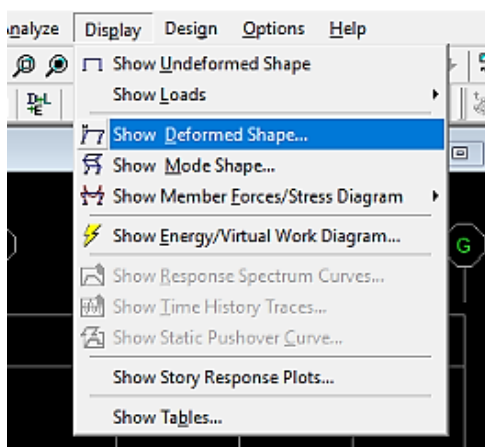 Analyze Display Design Options Help
Show Undeformed Shape
D+L
+E
Show Loads
Show Deformed Shape...
Show Mode Shape...
Show Member Forces/Stress Diagram
Show Energy/Virtual Work Diagram...
G
Show Response Spectrum Curves...
Show Time History Traces...
Show Static Pushover Curve...
Show Story Response Plots...
Show Tables...